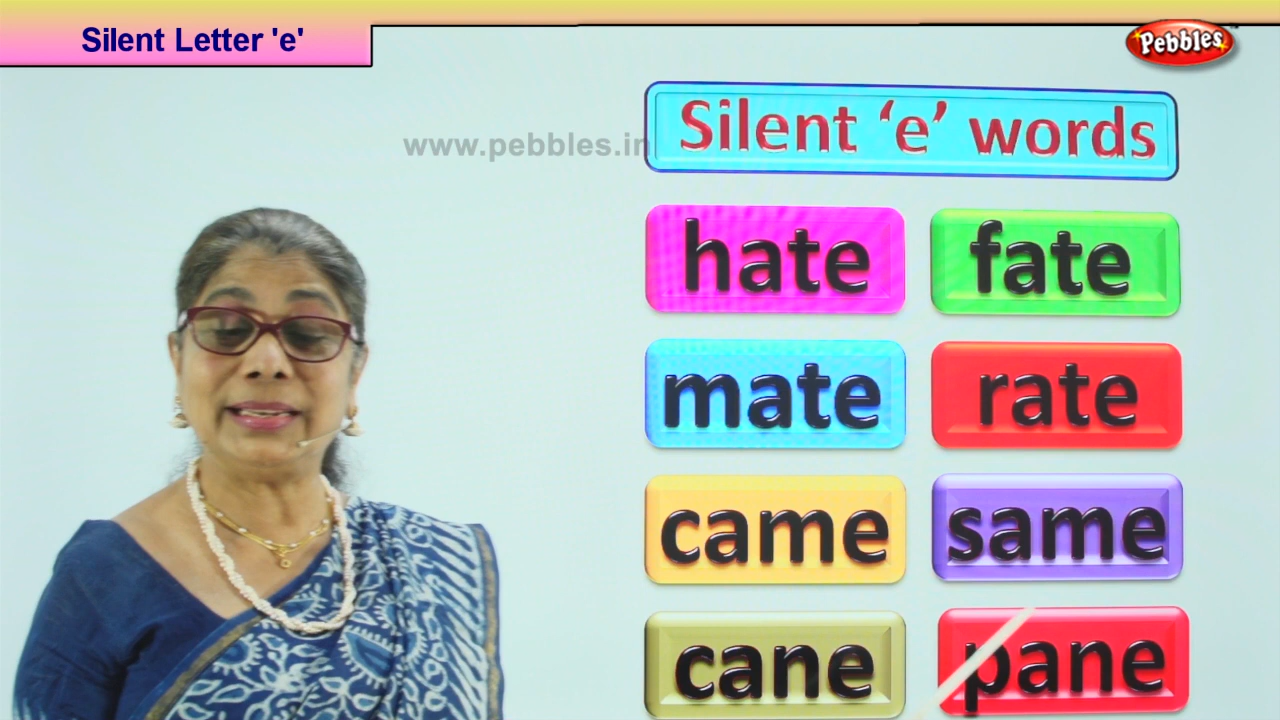 Silent Letter 'e'
Pebbles
www.pebbles.in
Silent ‘e’ words
hate fate
mate rate
came same
cane pane